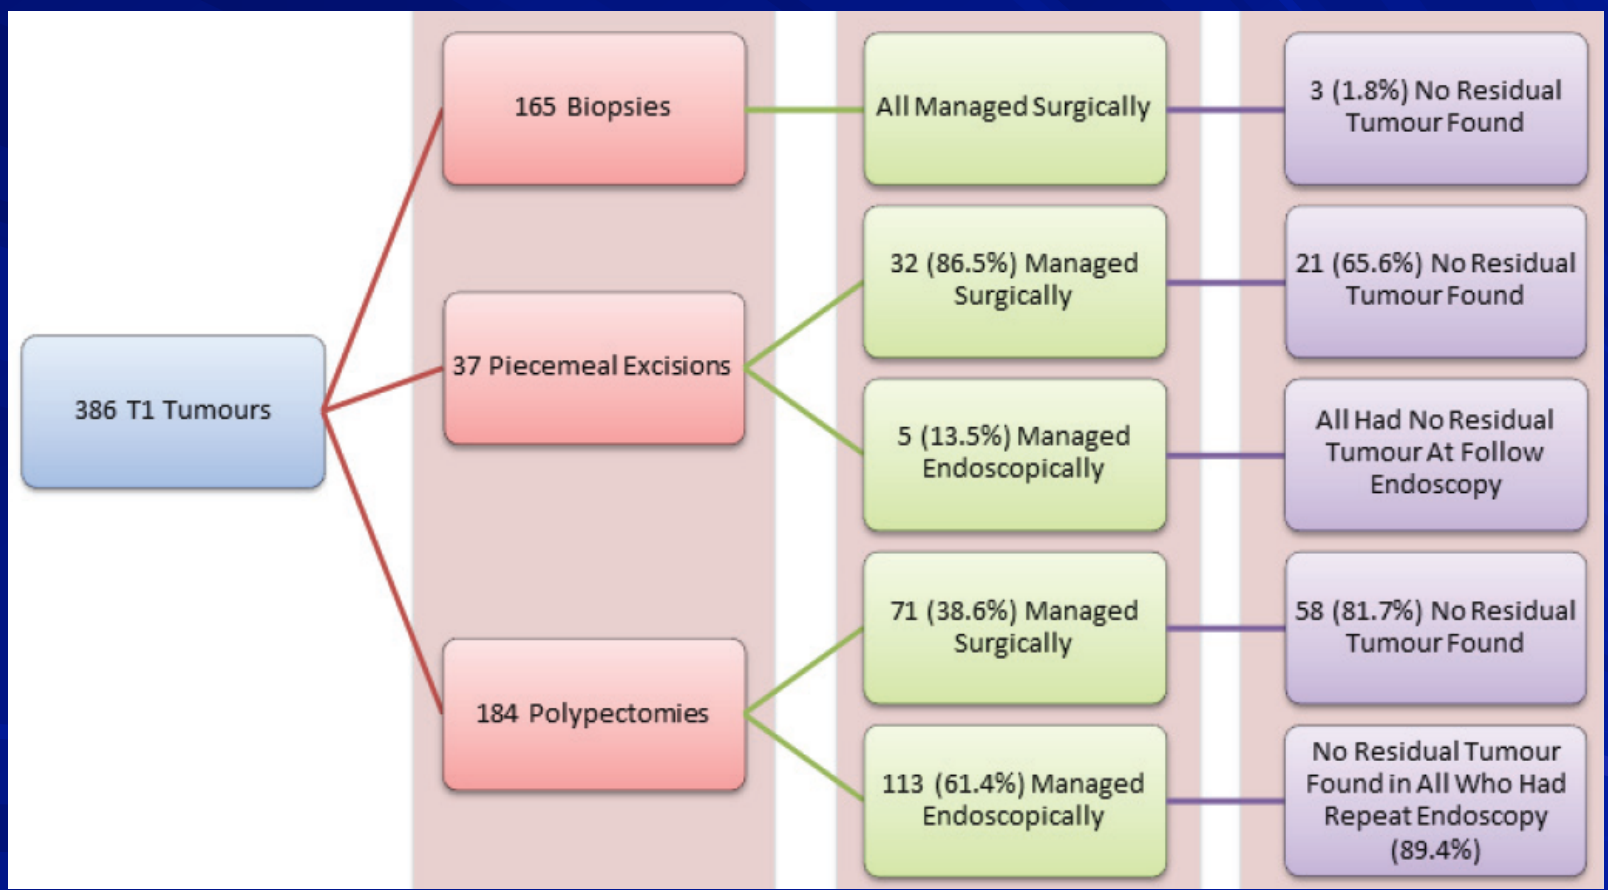 386 T1 Tumours
165 Biopsies
All Managed Surgically
3 (1.8%) No Residual
Tumour Found
37 Piecemeal Excisions
32 (86.5%) Managed
Surgically
21 (65.6%) No Residual
Tumour Found
5 (13.5%) Managed
Endoscopically
All Had No Residual
Tumour At Follow
Endoscopy
184 Polypectomies
71 (38.6%) Managed
Surgically
58 (81.7%) No Residual
Tumour Found
113 (61.4%) Managed
Endoscopically
No Residual Tumour
Found in All Who Had
Repeat Endoscopy
(89.4%)